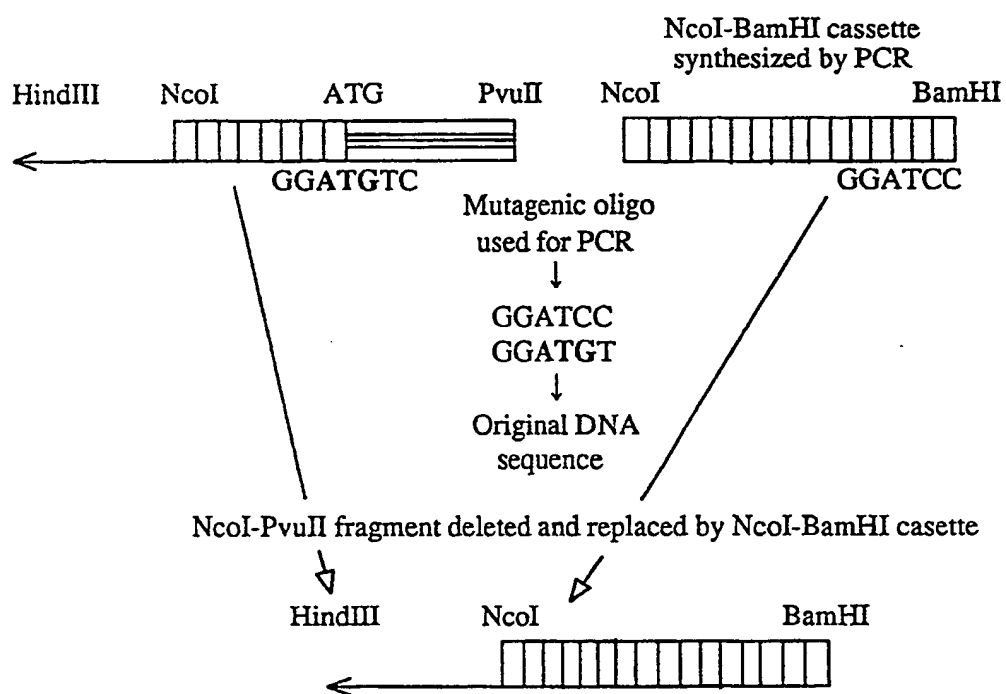 NcoI-BamHI cassette
synthesized by PCR
HindIII NcoI ATG PvuII NcoI BamHI
GGATGTC GGATCC
Mutagenic oligo
used for PCR
↓
GGATCC
GGATGT
↓
Original DNA
sequence
NcoI-PvuII fragment deleted and replaced by NcoI-BamHI casette
HindIII NcoI BamHI